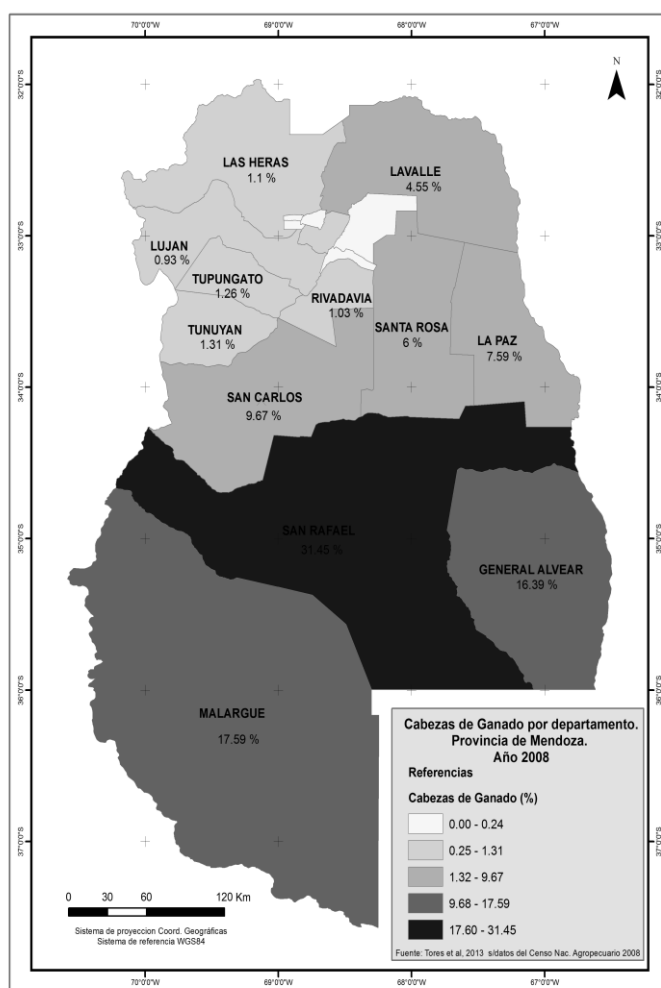 70°0'0"W
69°0'0"W
68°0'0"W
67°0'0"W
N
32°0'0"S
32°0'0"S
LAS HERAS
1.1 %
LAVALLE
4.55 %
33°0'0"S
33°0'0"S
LUJAN
0.93 %
TUPUNGATO
1.26 %
RIVADAVIA
1.03 %
TUNUYAN
1.31 %
SANTA ROSA
6 %
LA PAZ
7.59 %
34°0'0"S
34°0'0"S
SAN CARLOS
9.67 %
SAN RAFAEL
31.45 %
35°0'0"S
35°0'0"S
GENERAL ALVEAR
16.39 %
36°0'0"S
36°0'0"S
MALARGUE
17.59 %
37°0'0"S
37°0'0"S
Cabezas de Ganado por departamento.
Provincia de Mendoza.
Año 2008
Referencias
Cabezas de Ganado (%)
0.00 - 0.24
0.25 - 1.31
1.32 - 9.67
9.68 - 17.59
17.60 - 31.45
Fuente: Torres et al, 2013 s/datos del Censo Nac. Agropecuario 2008
0 30 60 120 Km
Sistema de proyeccion Coord. Geográficas
Sistema de referencia WGS84
70°0'0"W
69°0'0"W
68°0'0"W
67°0'0"W